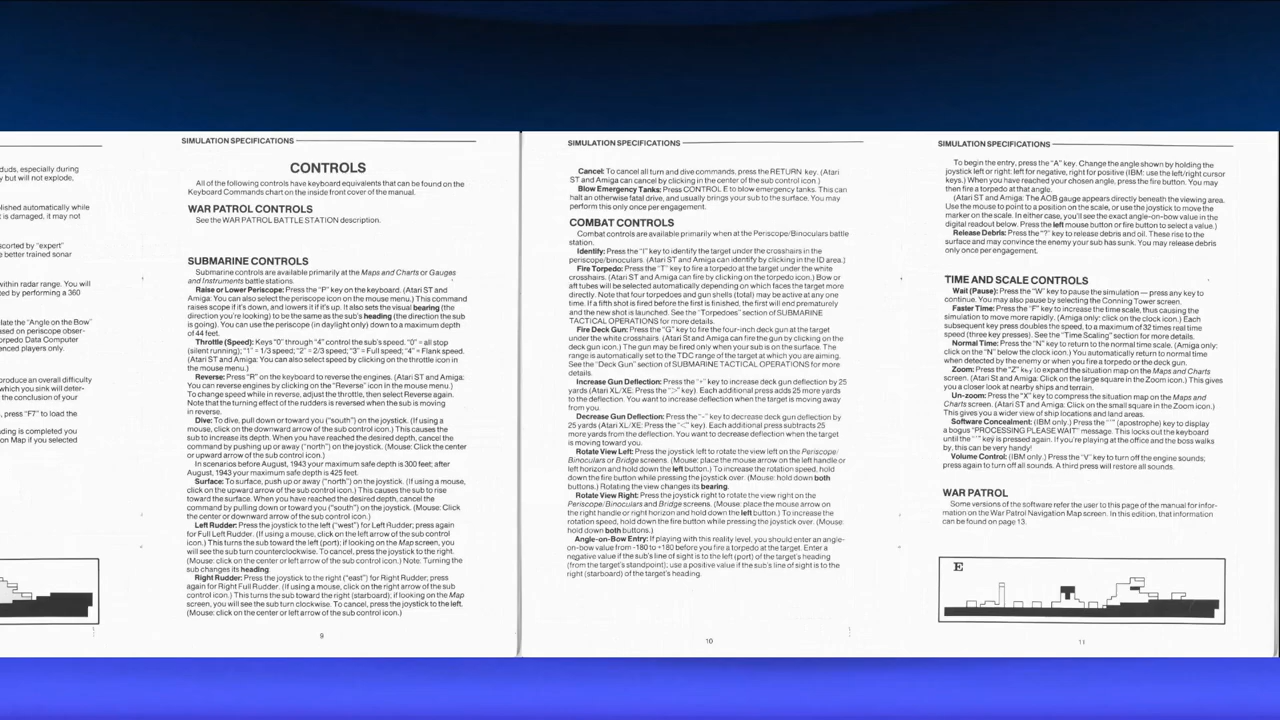 duds, especially during
y but will not explode,
blished automatically while
t is damaged, it may not
scorted by "expert"
e better trained sonar
within radar range. You will
ted by performing a 360
late the "Angle on the Bow"
ased on periscope obser-
orpedo Data Computer
enced players only.
roduce an overall difficulty
which you sink will deter-
the conclusion of your
, press "F7" to load the
ading is completed you
on Map if you selected
SIMULATION SPECIFICATIONS
CONTROLS
All of the following controls have keyboard equivalents that can be found on the
Keyboard Commands chart on the inside front cover of the manual.
WAR PATROL CONTROLS
See the WAR PATROL BATTLE STATION description.
SUBMARINE CONTROLS
Submarine controls are available primarily at the Maps and Charts or Gauges
and Instruments battle stations.
Raise or Lower Periscope: Press the "P" key on the keyboard. (Atari ST and
Amiga: You can also select the periscope icon on the mouse menu.) This command
raises scope if it's down, and lowers it if it's up. It also sets the visual bearing (the
direction you're looking) to be the same as the sub's heading (the direction the sub
is going). You can use the periscope (in daylight only) down to a maximum depth
of 44 feet.
Throttle (Speed): Keys "0" through "4" control the sub's speed. "0" = all stop
(silent running); "1" = 1/3 speed; "2" = 2/3 speed; "3" = Full speed; "4" = Flank speed.
(Atari ST and Amiga: You can also select speed by clicking on the throttle icon in
the mouse menu.)
Reverse: Press "R" on the keyboard to reverse the engines. (Atari ST and Amiga:
You can reverse engines by clicking on the "Reverse" icon in the mouse menu.)
To change speed while in reverse, adjust the throttle, then select Reverse again.
Note that the turning effect of the rudders is reversed when the sub is moving
in reverse.
Dive: To dive, pull down or toward you ("south") on the joystick. (If using a
mouse, click on the downward arrow of the sub control icon.) This causes the
sub to increase its depth. When you have reached the desired depth, cancel the
command by pushing up or away ("north") on the joystick. (Mouse: Click the center
or upward arrow of the sub control icon.)
In scenarios before August, 1943 your maximum safe depth is 300 feet; after
August, 1943 your maximum safe depth is 425 feet.
Surface: To surface, push up or away ("north") on the joystick. (If using a mouse,
click on the upward arrow of the sub control icon.) This causes the sub to rise
toward the surface. When you have reached the desired depth, cancel the
command by pulling down or toward you ("south") on the joystick. (Mouse: Click
the center or downward arrow of the sub control icon.)
Left Rudder: Press the joystick to the left ("west") for Left Rudder; press again
for Full Left Rudder. (If using a mouse, click on the left arrow of the sub control
icon.) This turns the sub toward the left (port); if looking on the Map screen, you
will see the sub turn counterclockwise. To cancel, press the joystick to the right.
(Mouse: click on the center or left arrow of the sub control icon.) Note: Turning the
sub changes its heading.
Right Rudder: Press the joystick to the right ("east") for Right Rudder; press
again for Right Full Rudder. (If using a mouse, click on the right arrow of the sub
control icon.) This turns the sub toward the right (starboard); if looking on the Map
screen, you will see the sub turn clockwise. To cancel, press the joystick to the left.
(Mouse: click on the center or left arrow of the sub control icon.)
9
SIMULATION SPECIFICATIONS
Cancel: To cancel all turn and dive commands, press the RETURN key. (Atari
ST and Amiga can cancel by clicking in the center of the sub control icon.)
Blow Emergency Tanks: Press CONTROL E to blow emergency tanks. This can
halt an otherwise fatal dive, and usually brings your sub to the surface. You may
perform this only once per engagement.
COMBAT CONTROLS
Combat controls are available primarily when at the Periscope/Binoculars battle
station.
Identify: Press the "I" key to identify the target under the crosshairs in the
periscope/binoculars. (Atari ST and Amiga can identify by clicking in the ID area.)
Fire Torpedo: Press the "T" key to fire a torpedo at the target under the white
crosshairs. (Atari ST and Amiga can fire by clicking on the torpedo icon.) Bow or
aft tubes will be selected automatically depending on which faces the target more
directly. Note that four torpedoes and gun shells (total) may be active at any one
time. If a fifth shot is fired before the first is finished, the first will end prematurely
and the new shot is launched. See the "Torpedoes" section of SUBMARINE
TACTICAL OPERATIONS for more details.
Fire Deck Gun: Press the "G" key to fire the four-inch deck gun at the target
under the white crosshairs. (Atari ST and Amiga can fire the gun by clicking on the
deck gun icon.) The gun may be fired only when your sub is on the surface. The
range is automatically set to the TDC range of the target at which you are aiming.
See the "Deck Gun" section of SUBMARINE TACTICAL OPERATIONS for more
details.
Increase Gun Deflection: Press the "+" key to increase deck gun deflection by 25
yards (Atari XL/XE: Press the ">" key). Each additional press adds 25 more yards
to the deflection. You want to increase deflection when the target is moving away
from you.
Decrease Gun Deflection: Press the "-" key to decrease deck gun deflection by
25 yards (Atari XL/XE: Press the "<" key). Each additional press subtracts 25
more yards from the deflection. You want to decrease deflection when the target
is moving toward you.
Rotate View Left: Press the joystick left to rotate the view left on the Periscope/
Binoculars or Bridge screens. (Mouse: place the mouse arrow on the left handle or
left horizon and hold down the left button.) To increase the rotation speed, hold
down the fire button while pressing the joystick over. (Mouse: hold down both
buttons.) Rotating the view changes its bearing.
Rotate View Right: Press the joystick right to rotate the view right on the
Periscope/Binoculars and Bridge screens. (Mouse: place the mouse arrow on
the right handle or right horizon and hold down the left button.) To increase the
rotation speed, hold down the fire button while pressing the joystick over. (Mouse:
hold down both buttons.)
Angle-on-Bow Entry: If playing with this reality level, you should enter an angle-
on-bow value from -180 to +180 before you fire a torpedo at the target. Enter a
negative value if the sub's line of sight is to the left (port) of the target's heading
(from the target's standpoint); use a positive value if the sub's line of sight is to the
right (starboard) of the target's heading.
10
SIMULATION SPECIFICATIONS
To begin the entry, press the "A" key. Change the angle shown by holding the
joystick left or right: left for negative, right for positive (IBM: use the left/right cursor
keys.) When you have reached your chosen angle, press the fire button. You may
then fire a torpedo at that angle.
(Atari ST and Amiga: The AOB gauge appears directly beneath the viewing area.
Use the mouse to point to a position on the scale, or use the joystick to move the
marker on the scale. In either case, you'll see the exact angle-on-bow value in the
digital readout below. Press the left mouse button or fire button to select a value.)
Release Debris: Press the "?" key to release debris and oil. These rise to the
surface and may convince the enemy your sub has sunk. You may release debris
only once per engagement.
TIME AND SCALE CONTROLS
Wait (Pause): Press the "W" key to pause the simulation — press any key to
continue. You may also pause by selecting the Conning Tower screen.
Faster Time: Press the "F" key to increase the time scale, thus causing the
simulation to move more rapidly. (Amiga only: click on the clock icon.) Each
subsequent key press doubles the speed, to a maximum of 32 times real time
speed (three key presses). See the "Time Scaling" section for more details.
Normal Time: Press the "N" key to return to the normal time scale. (Amiga only:
click on the "N" below the clock icon.) You automatically return to normal time
when detected by the enemy or when you fire a torpedo or the deck gun.
Zoom: Press the "Z" key to expand the situation map on the Maps and Charts
screen. (Atari ST and Amiga: Click on the large square in the Zoom icon.) This gives
you a closer look at nearby ships and terrain.
Un-zoom: Press the "X" key to compress the situation map on the Maps and
Charts screen. (Atari ST and Amiga: Click on the small square in the Zoom icon.)
This gives you a wider view of ship locations and land areas.
Software Concealment: (IBM only.) Press the "'" (apostrophe) key to display
a bogus "PROCESSING PLEASE WAIT" message. This locks out the keyboard
until the "'" key is pressed again. If you're playing at the office and the boss walks
by, this can be very handy!
Volume Control: (IBM only.) Press the "V" key to turn off the engine sounds;
press again to turn off all sounds. A third press will restore all sounds.
WAR PATROL
Some versions of the software refer the user to this page of the manual for infor-
mation on the War Patrol Navigation Map screen. In this edition, that information
can be found on page 13.
E
11